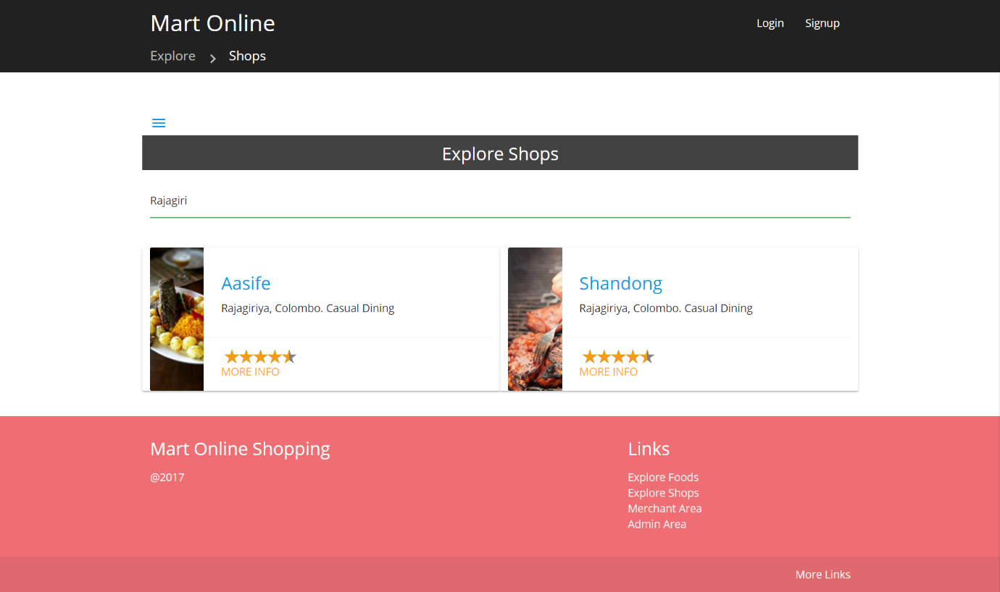 Mart Online
Login Signup
Explore Shops
Explore Shops
Rajagiri
Aasife
Rajagiriya, Colombo. Casual Dining
MORE INFO
Shandong
Rajagiriya, Colombo. Casual Dining
MORE INFO
Mart Online Shopping
@2017
Links
Explore Foods
Explore Shops
Merchant Area
Admin Area
More Links